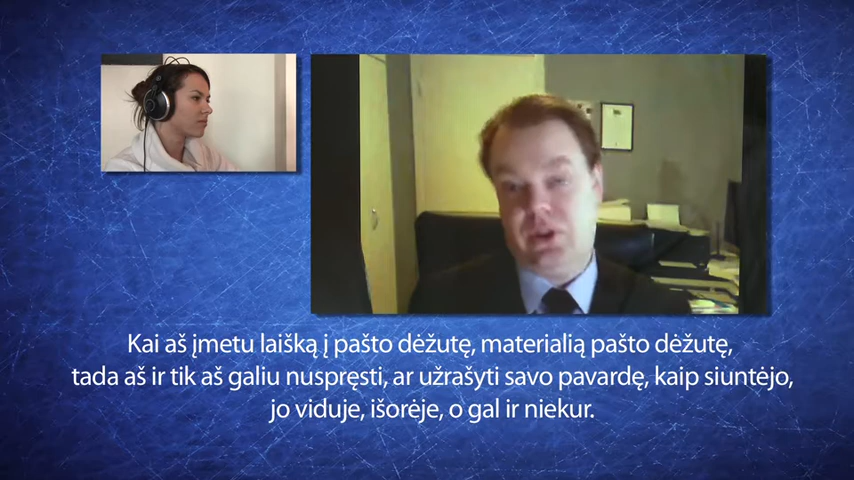 Kai aš įmetu laišką į pašto dėžutę, materialią pašto dėžutę,
tada aš ir tik aš galiu nuspręsti, ar užrašyti savo pavardę, kaip siuntėjo,
jo viduje, išorėje, o gal ir niekur.